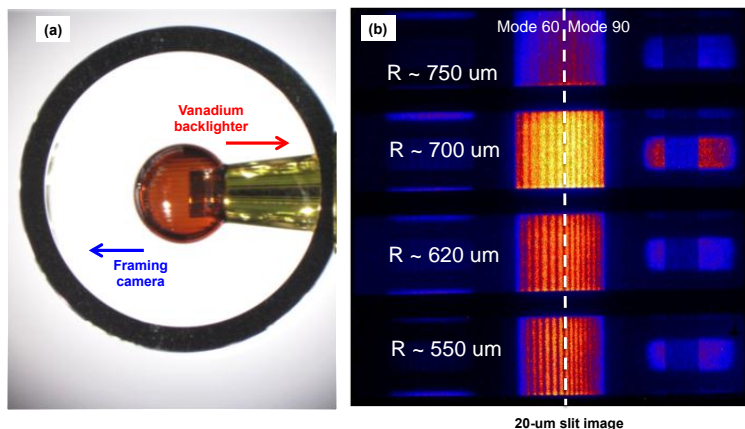 (a)
Vanadium
backlighter
Framing
camera
(b)
Mode 60 Mode 90
R ~ 750 um
R ~ 700 um
R ~ 620 um
R ~ 550 um
20-um slit image